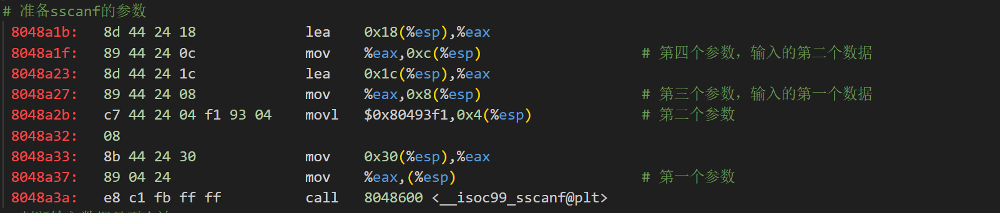 # 准备sscanf的参数
8048a1b: 8d 44 24 18 lea 0x18(%esp),%eax
8048a1f: 89 44 24 0c mov %eax,0xc(%esp) # 第四个参数，输入的第二个数据
8048a23: 8d 44 24 1c lea 0x1c(%esp),%eax
8048a27: 89 44 24 08 mov %eax,0x8(%esp) # 第三个参数，输入的第一个数据
8048a2b: c7 44 24 04 f1 93 04 movl $0x80493f1,0x4(%esp) # 第二个参数
8048a32: 08
8048a33: 8b 44 24 30 mov 0x30(%esp),%eax
8048a37: 89 04 24 mov %eax,(%esp) # 第一个参数
8048a3a: e8 c1 fb ff ff call 8048600 <__isoc99_sscanf@plt>